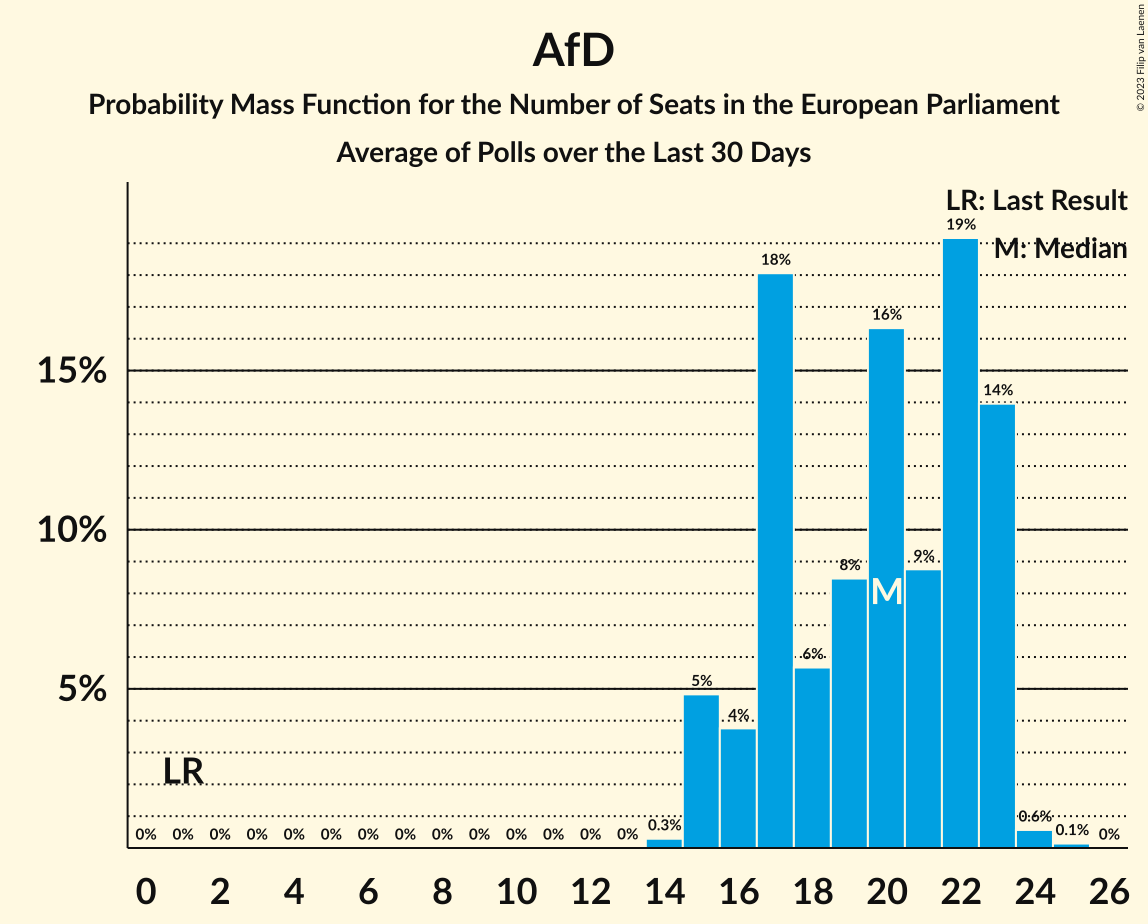 AfD
Probability Mass Function for the Number of Seats in the European Parliament
Average of Polls over the Last 30 Days
© 2023 Filip van Laenen
LR: Last Result
M: Median
19%
18%
16%
15%
14%
10%
9%
8%
M
6%
5%
5%
4%
LR
0% 0% 0% 0% 0% 0% 0% 0% 0% 0% 0% 0% 0% 0% 0.3% 0.6% 0.1% 0%
0 2 4 6 8 10 12 14 16 18 20 22 24 26